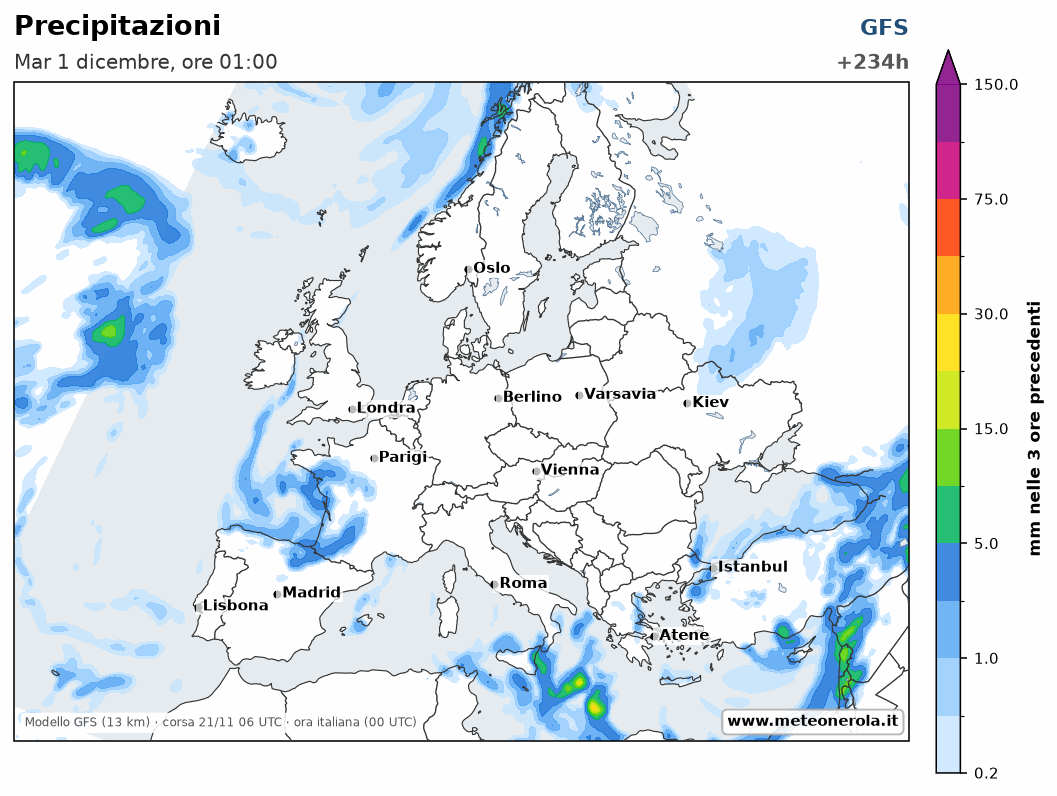 Precipitazioni
GFS
Mar 1 dicembre, ore 01:00
+234h
150.0
75.0
30.0
15.0
5.0
1.0
0.2
mm nelle 3 ore precedenti
Oslo
Londra
Berlino
Varsavia
Kiev
Parigi
Vienna
Istanbul
Roma
Madrid
Lisbona
Atene
Modello GFS (13 km) · corsa 21/11 06 UTC · ora italiana (00 UTC)
www.meteonerola.it